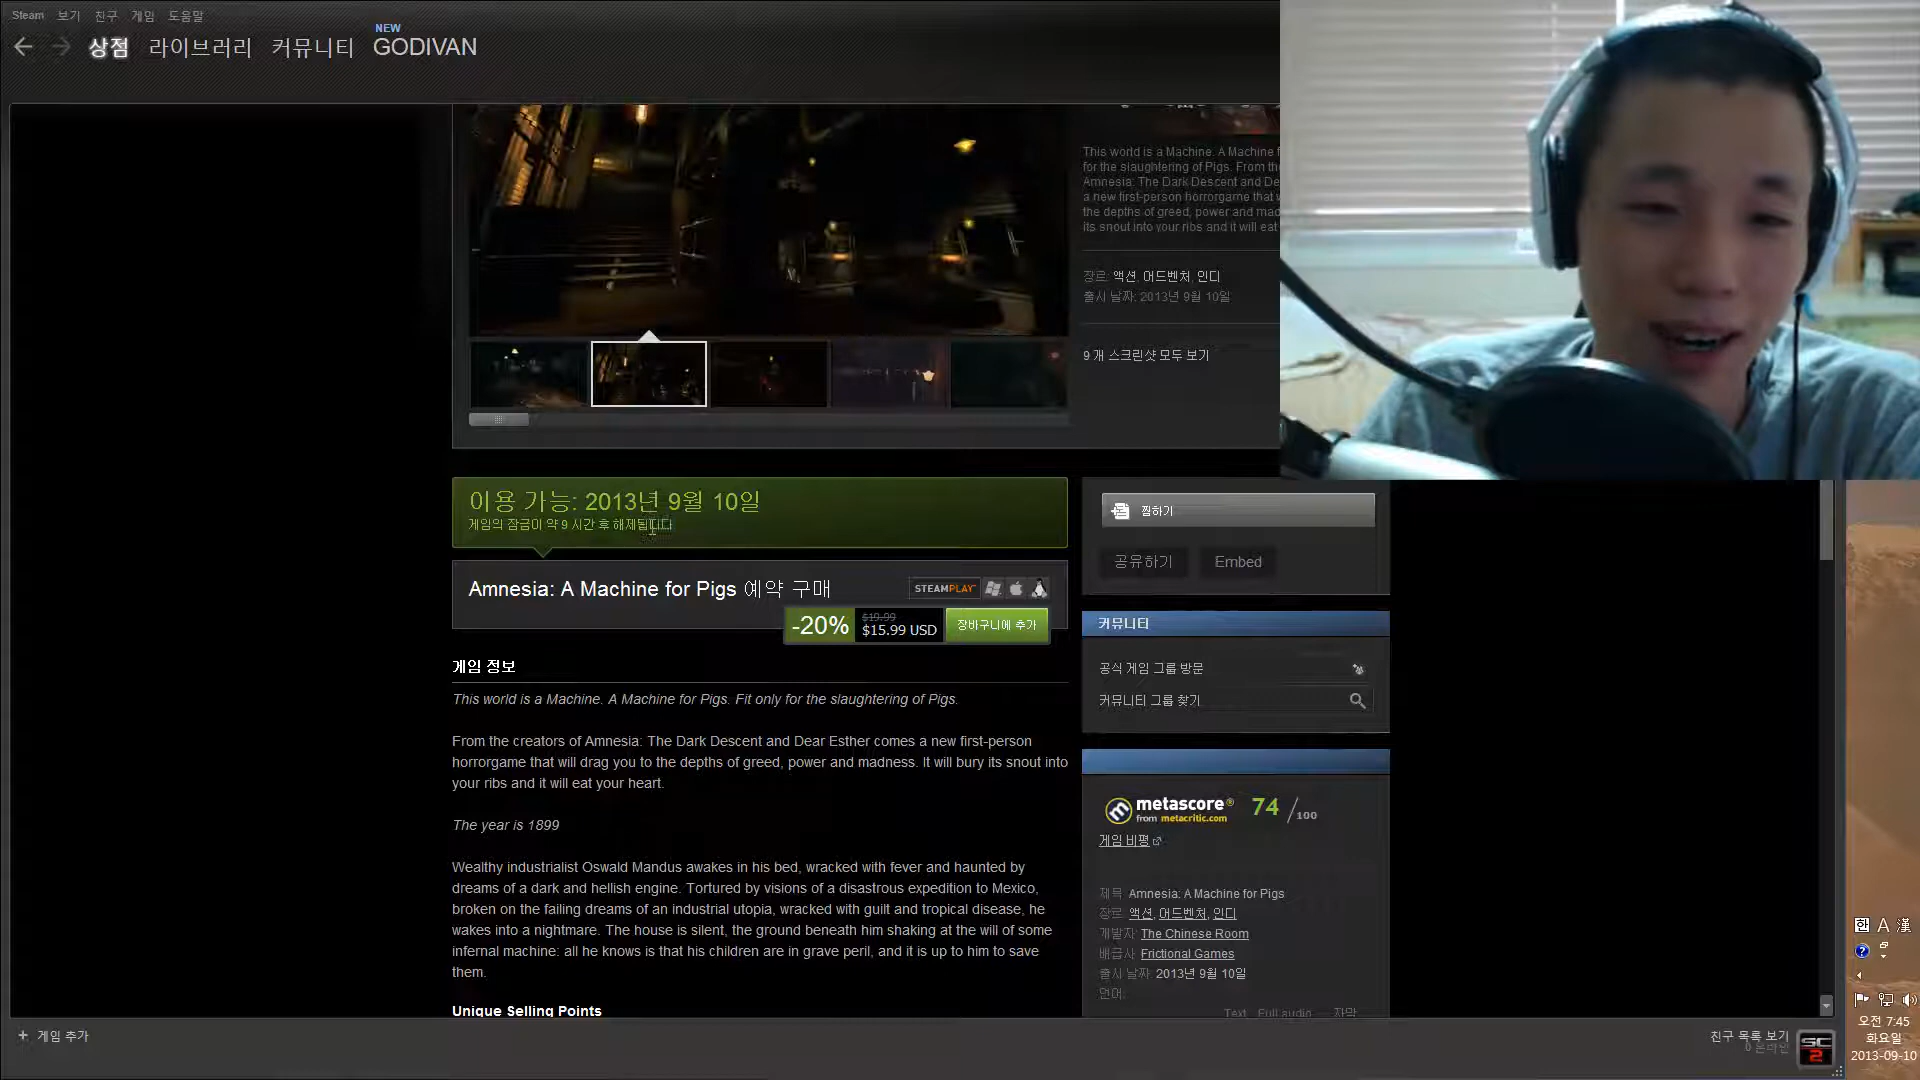 Steam 보기 친구 게임 도움말
NEW
상점 라이브러리 커뮤니티 GODIVAN
This world is a Machine. A Machine f
for the slaughtering of Pigs. From the
Amnesia: The Dark Descent and De
a new first-person horrorgame that w
the depths of greed, power and mad
its snout into your ribs and it will eat
장르: 액션, 어드벤처, 인디
출시 날짜: 2013년 9월 10일
9 개 스크린샷 모두 보기
이용 가능: 2013년 9월 10일
게임의 잠금이 약 9 시간 후 해제됩니다
찜하기
공유하기 Embed
Amnesia: A Machine for Pigs 예약 구매
STEAMPLAY
-20% $19.99 $15.99 USD 장바구니에 추가
커뮤니티
공식 게임 그룹 방문
커뮤니티 그룹 찾기
게임 정보
This world is a Machine. A Machine for Pigs. Fit only for the slaughtering of Pigs.
From the creators of Amnesia: The Dark Descent and Dear Esther comes a new first-person
horrorgame that will drag you to the depths of greed, power and madness. It will bury its snout into
your ribs and it will eat your heart.
The year is 1899
Wealthy industrialist Oswald Mandus awakes in his bed, wracked with fever and haunted by
dreams of a dark and hellish engine. Tortured by visions of a disastrous expedition to Mexico,
broken on the failing dreams of an industrial utopia, wracked with guilt and tropical disease, he
wakes into a nightmare. The house is silent, the ground beneath him shaking at the will of some
infernal machine: all he knows is that his children are in grave peril, and it is up to him to save
them.
Unique Selling Points
metascore 74 /100
from metacritic.com
게임 비평
제목: Amnesia: A Machine for Pigs
장르: 액션, 어드벤처, 인디
개발자: The Chinese Room
배급사: Frictional Games
출시 날짜: 2013년 9월 10일
언어:
Text Full audio 자막
+ 게임 추가
친구 목록 보기
0 온라인
SC
2
한 A 漢
오전 7:45
화요일
2013-09-10